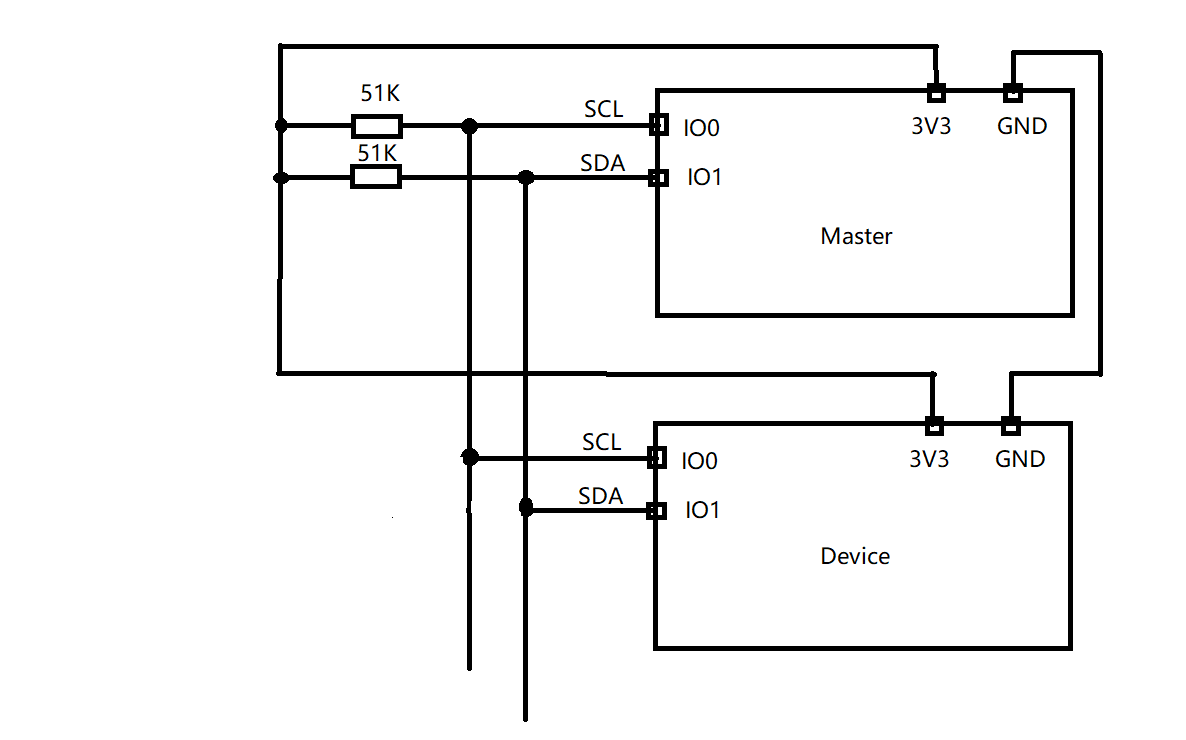 51K
SCL
IO0
3V3
GND
51K
SDA
IO1
Master
SCL
IO0
3V3
GND
SDA
IO1
Device